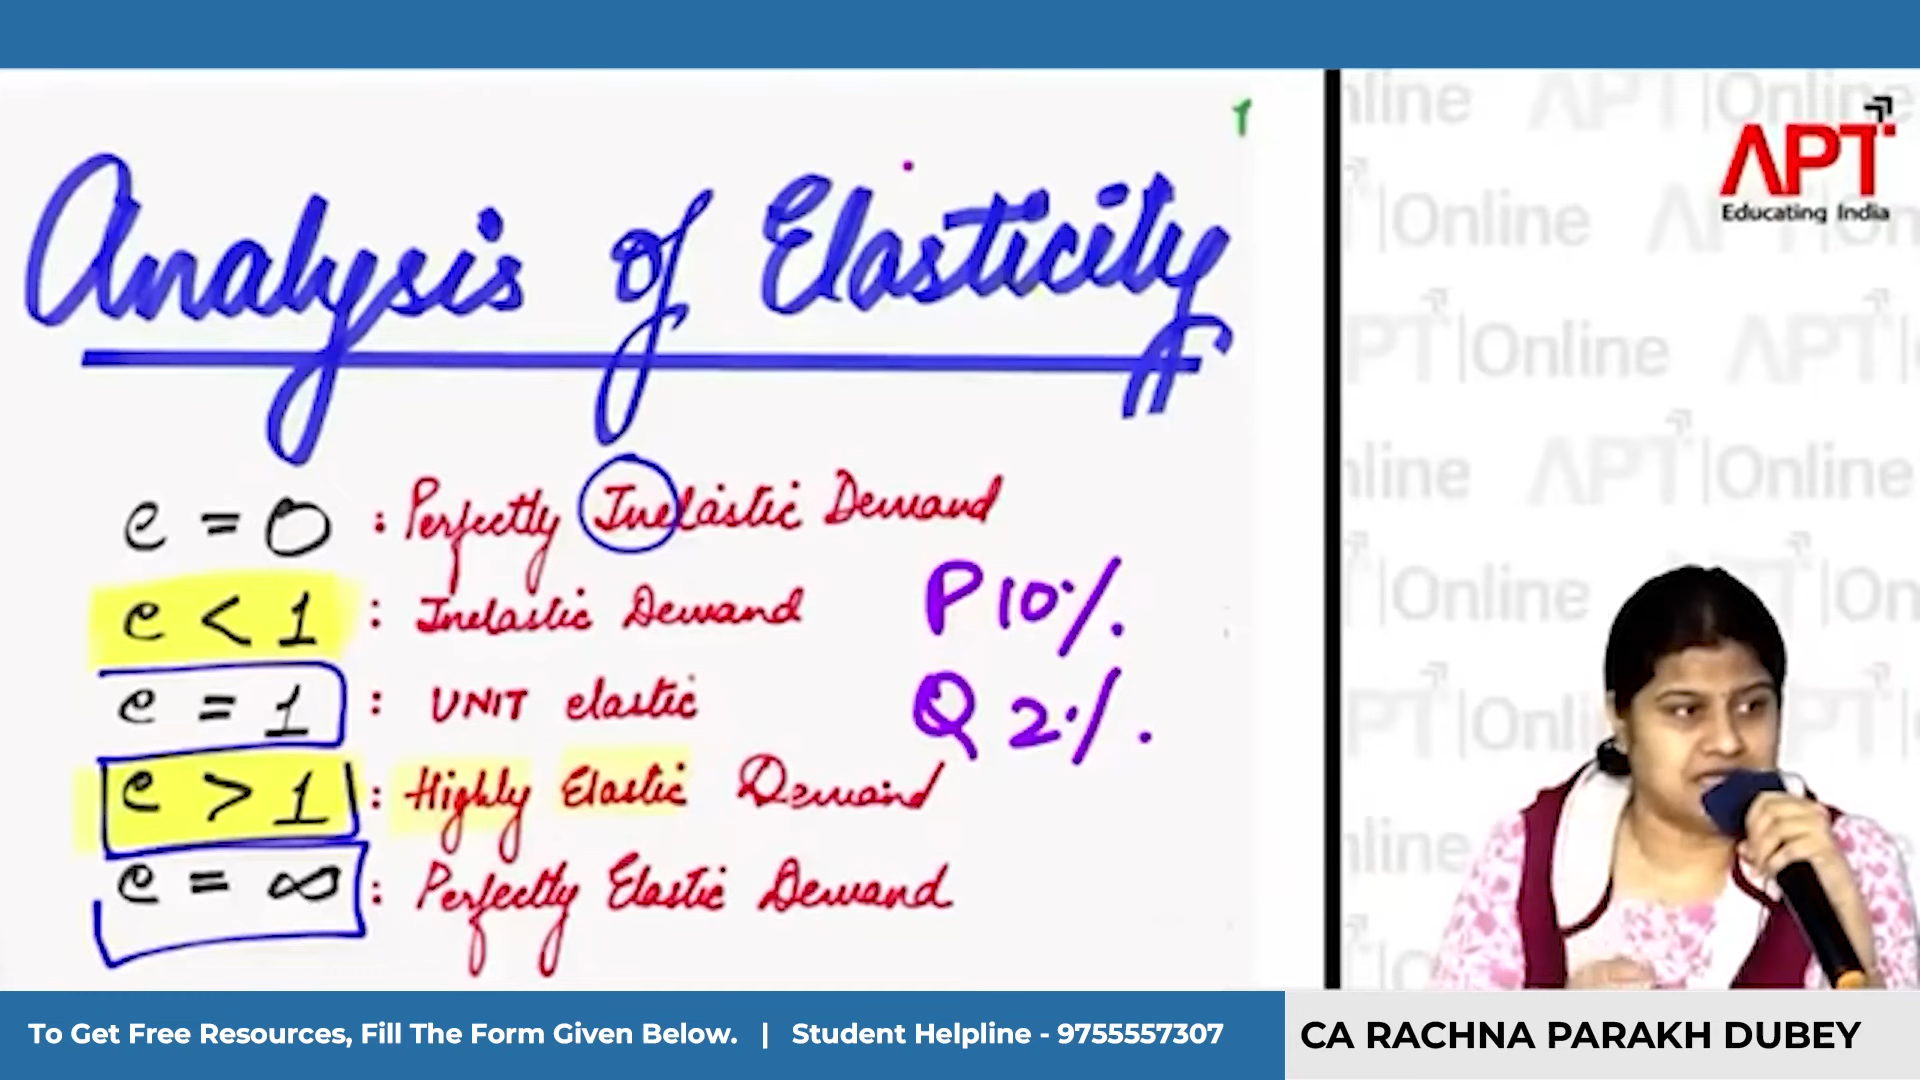 Analysis of Elasticity
e = 0 : Perfectly Inelastic Demand
e < 1 : Inelastic Demand
P 10%.
e = 1 : UNIT elastic
Q 2%.
e > 1 : Highly Elastic Demand
e = ∞ : Perfectly Elastic Demand
APT
Educating India
To Get Free Resources, Fill The Form Given Below. | Student Helpline - 9755557307
CA RACHNA PARAKH DUBEY
APT|Online